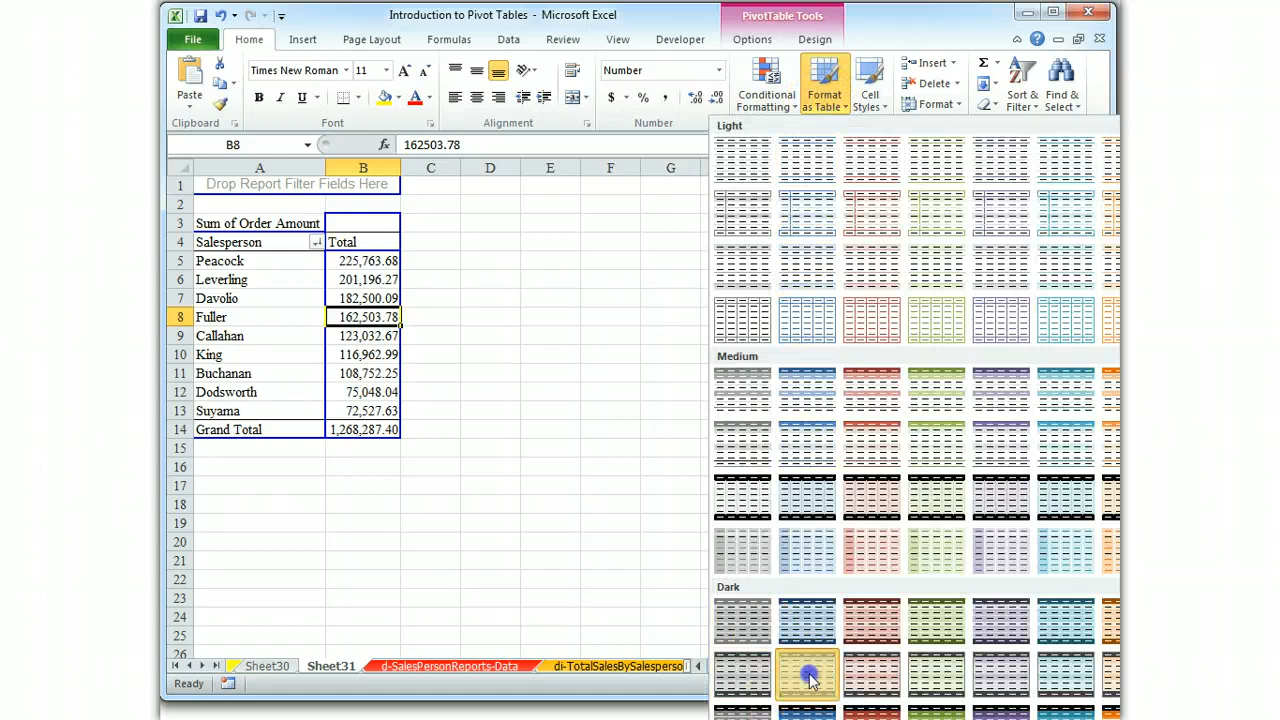 Introduction to Pivot Tables - Microsoft Excel
PivotTable Tools
File Home Insert Page Layout Formulas Data Review View Developer Options Design
Times New Roman 11 Number Insert Σ
Delete
Paste B I U $ % , Conditional Formatting Format as Table Cell Styles Format Sort & Filter Find & Select
Clipboard Font Alignment Number
B8 fx 162503.78
A B C D E F G
1 Drop Report Filter Fields Here
2
3 Sum of Order Amount
4 Salesperson Total
5 Peacock 225,763.68
6 Leverling 201,196.27
7 Davolio 182,500.09
8 Fuller 162,503.78
9 Callahan 123,032.67
10 King 116,962.99
11 Buchanan 108,752.25
12 Dodsworth 75,048.04
13 Suyama 72,527.63
14 Grand Total 1,268,287.40
15
16
17
18
19
20
21
22
23
24
25
26
Light
Medium
Dark
Sheet30 Sheet31 d-SalesPersonReports-Data di-TotalSalesBySalesperso
Ready